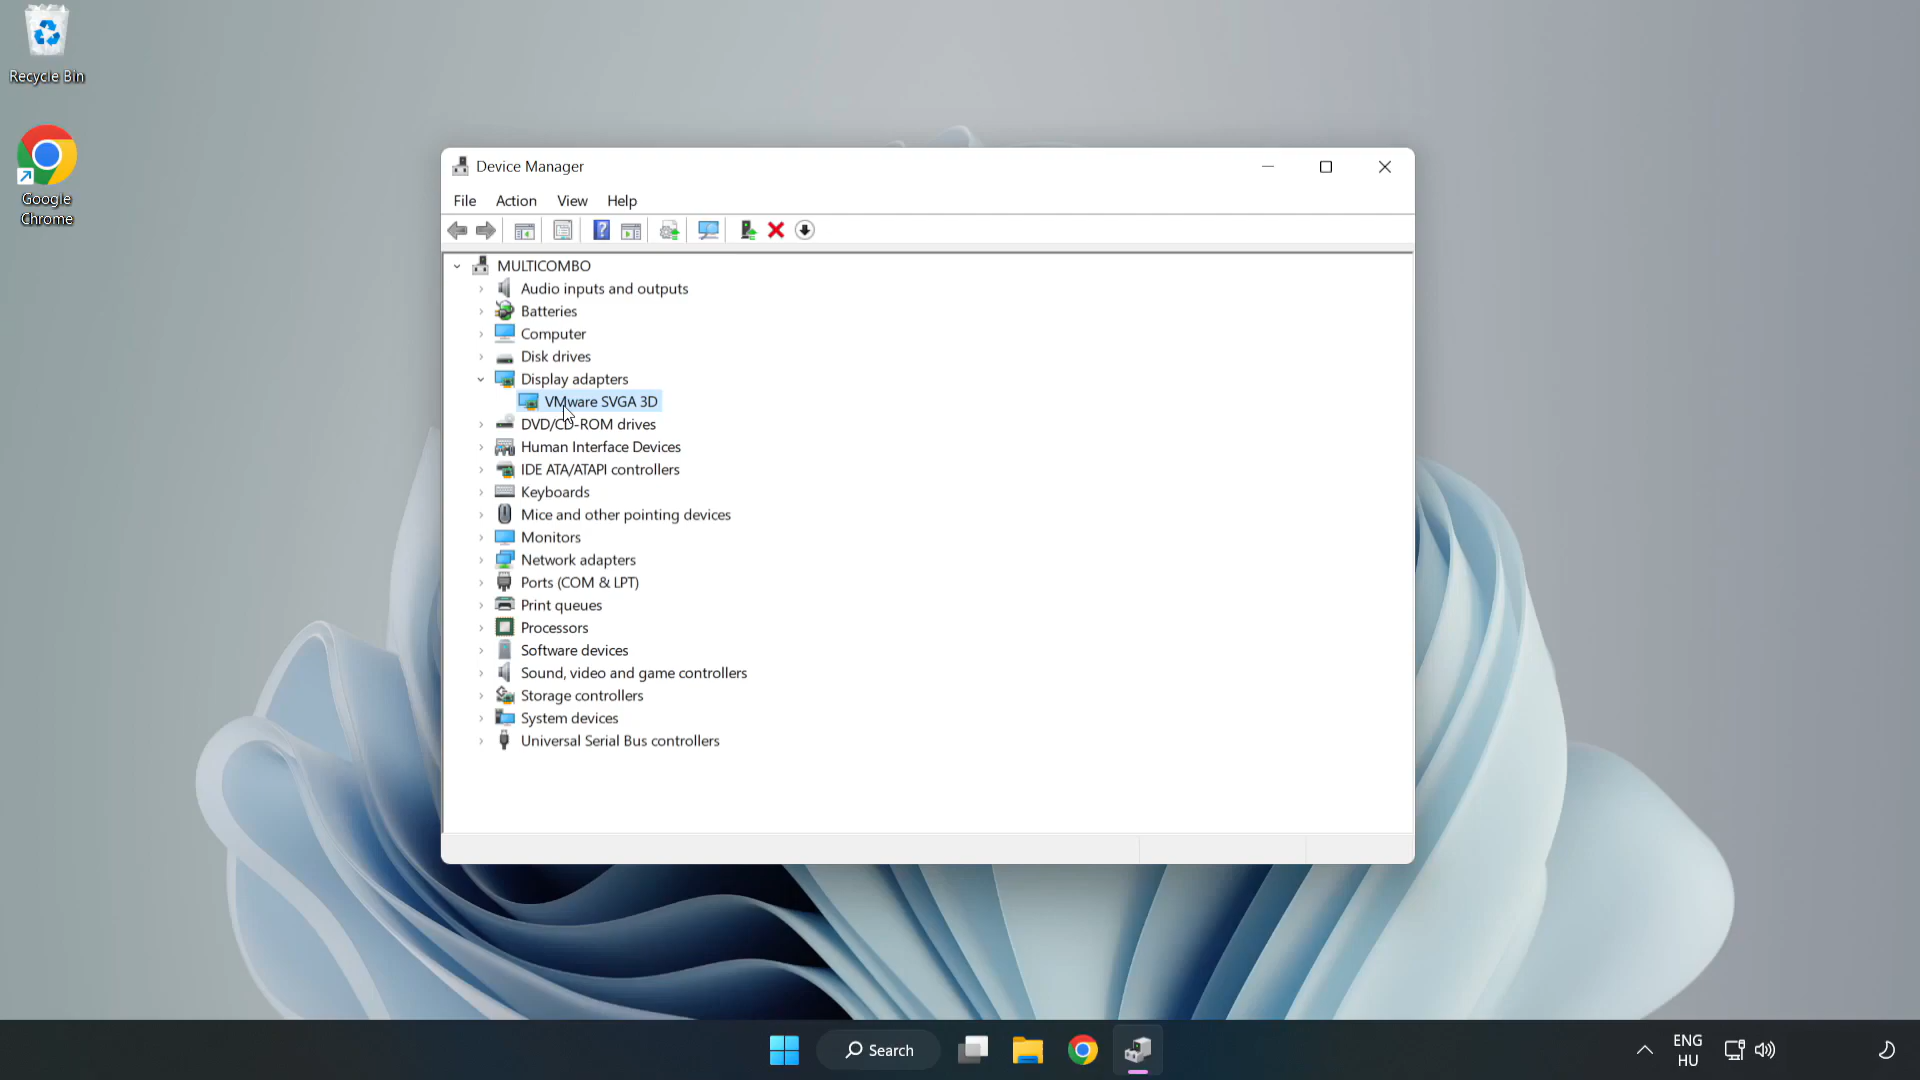 Recycle Bin
Google
Chrome
Device Manager
File Action View Help
MULTICOMBO
Audio inputs and outputs
Batteries
Computer
Disk drives
Display adapters
VMware SVGA 3D
DVD/CD-ROM drives
Human Interface Devices
IDE ATA/ATAPI controllers
Keyboards
Mice and other pointing devices
Monitors
Network adapters
Ports (COM & LPT)
Print queues
Processors
Software devices
Sound, video and game controllers
Storage controllers
System devices
Universal Serial Bus controllers
Search
ENG
HU